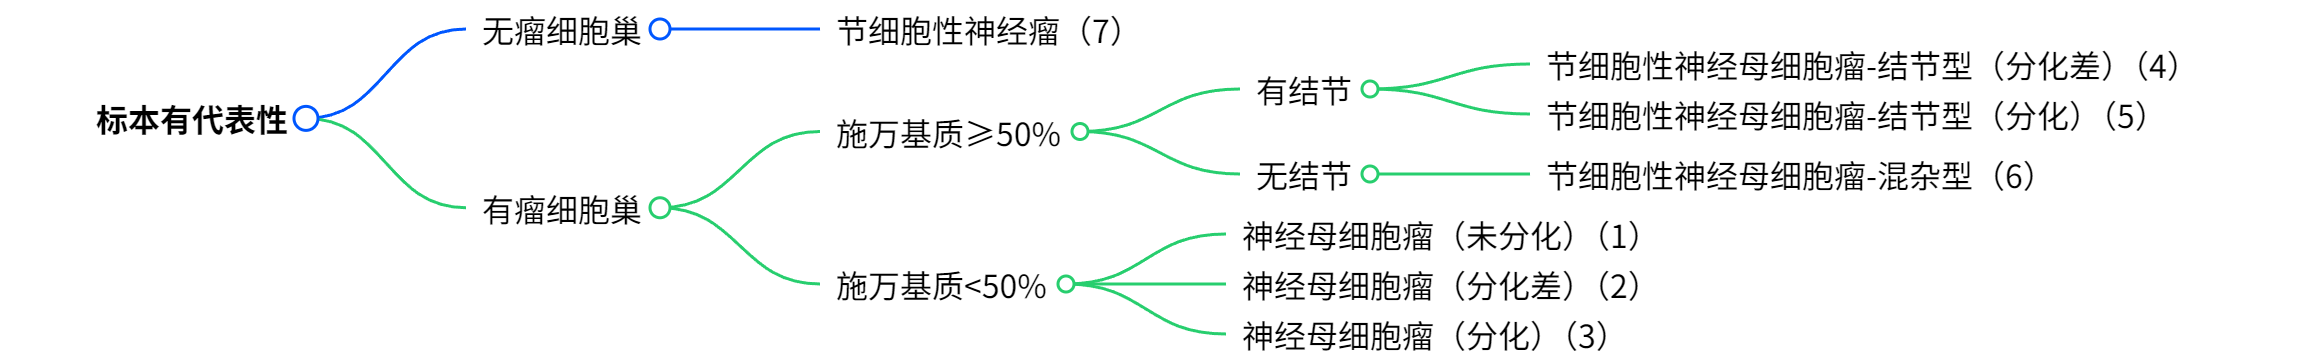 标本有代表性
无瘤细胞巢
节细胞性神经瘤（7）
有瘤细胞巢
施万基质≥50%
有结节
节细胞性神经母细胞瘤-结节型（分化差）（4）
节细胞性神经母细胞瘤-结节型（分化）（5）
无结节
节细胞性神经母细胞瘤-混杂型（6）
施万基质<50%
神经母细胞瘤（未分化）（1）
神经母细胞瘤（分化差）（2）
神经母细胞瘤（分化）（3）